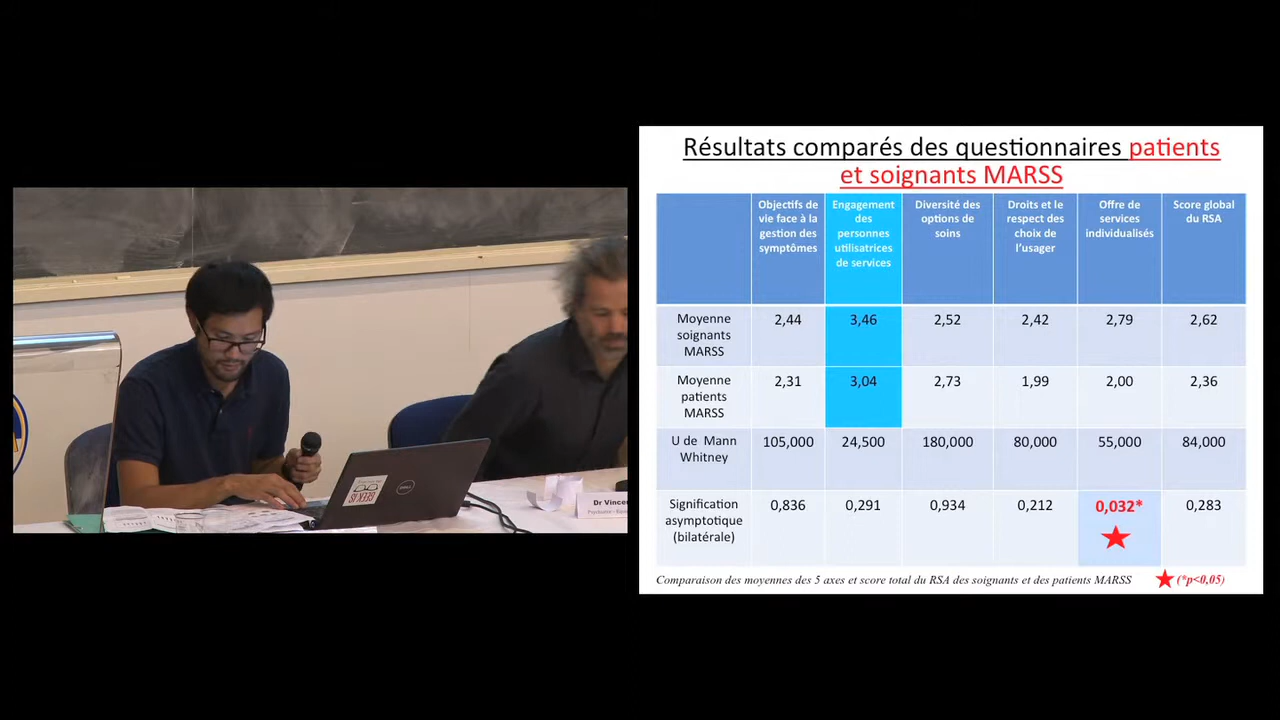 Résultats comparés des questionnaires patients
et soignants MARSS
Objectifs de
vie face à la
gestion des
symptômes
Engagement
des
personnes
utilisatrices
de services
Diversité des
options de
soins
Droits et le
respect des
choix de
l'usager
Offre de
services
individualisés
Score global
du RSA
Moyenne
soignants
MARSS
2,44
3,46
2,52
2,42
2,79
2,62
Moyenne
patients
MARSS
2,31
3,04
2,73
1,99
2,00
2,36
U de Mann
Whitney
105,000
24,500
180,000
80,000
55,000
84,000
Signification
asymptotique
(bilatérale)
0,836
0,291
0,934
0,212
0,032*
0,283
Comparaison des moyennes des 5 axes et score total du RSA des soignants et des patients MARSS
(*p<0,05)
GEEK IS
DELL
Dr Vincen